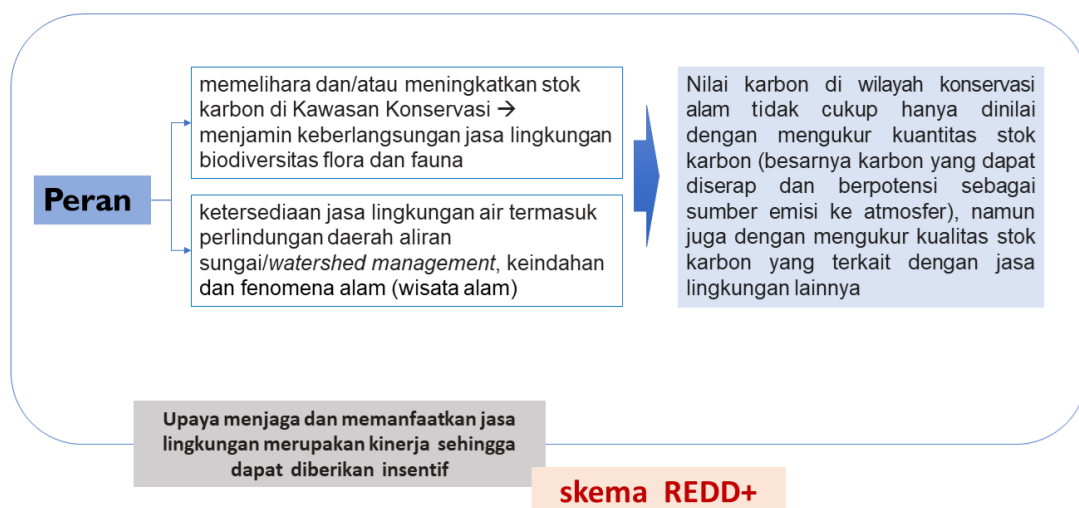 Peran
memelihara dan/atau meningkatkan stok
karbon di Kawasan Konservasi →
menjamin keberlangsungan jasa lingkungan
biodiversitas flora dan fauna
ketersediaan jasa lingkungan air termasuk
perlindungan daerah aliran
sungai/watershed management, keindahan
dan fenomena alam (wisata alam)
Nilai karbon di wilayah konservasi
alam tidak cukup hanya dinilai
dengan mengukur kuantitas stok
karbon (besarnya karbon yang dapat
diserap dan berpotensi sebagai
sumber emisi ke atmosfer), namun
juga dengan mengukur kualitas stok
karbon yang terkait dengan jasa
lingkungan lainnya
Upaya menjaga dan memanfaatkan jasa
lingkungan merupakan kinerja sehingga
dapat diberikan insentif
skema REDD+